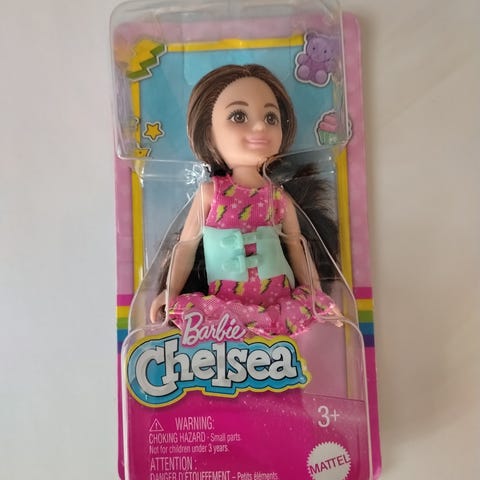 Barbie
Chelsea
3+
WARNING:
CHOKING HAZARD - Small parts.
Not for children under 3 years.
ATTENTION :
DANGER D'ÉTOUFFEMENT - Petits éléments.
MATTEL